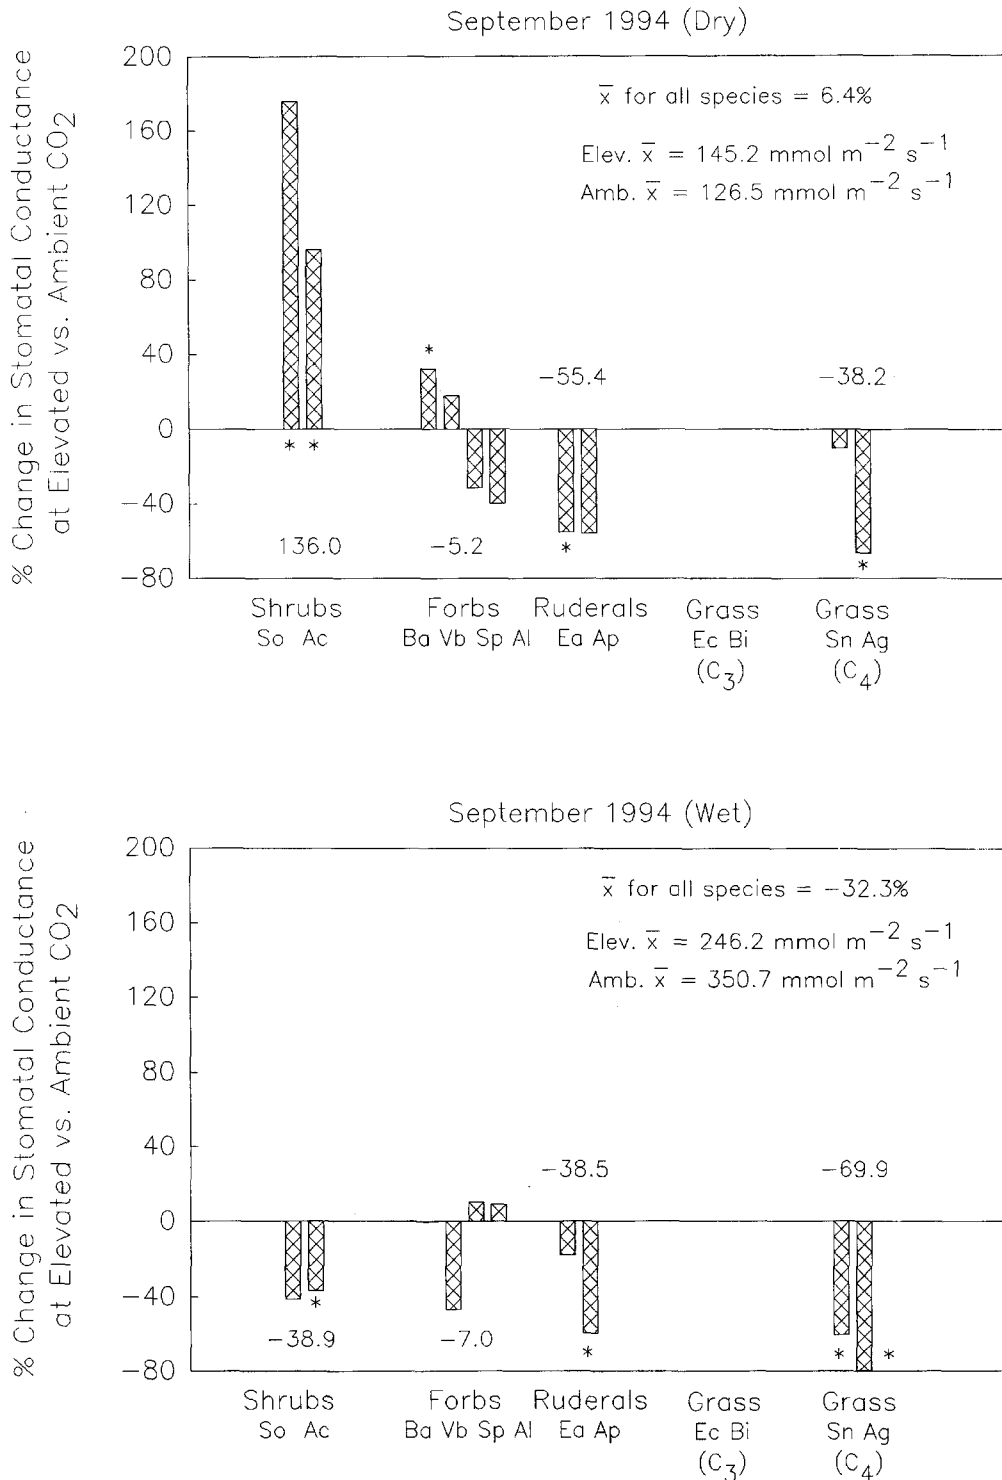 September 1994 (Dry)
% Change in Stomatal Conductance
at Elevated vs. Ambient CO2
200
160
120
80
40
0
−40
−80
x̅ for all species = 6.4%
Elev. x̅ = 145.2 mmol m−2 s−1
Amb. x̅ = 126.5 mmol m−2 s−1
*
−55.4
−38.2
* *
136.0
−5.2
*
*
Shrubs Forbs Ruderals Grass Grass
So Ac Ba Vb Sp Al Ea Ap Ec Bi Sn Ag
(C3) (C4)
September 1994 (Wet)
% Change in Stomatal Conductance
at Elevated vs. Ambient CO2
200
160
120
80
40
0
−40
−80
x̅ for all species = −32.3%
Elev. x̅ = 246.2 mmol m−2 s−1
Amb. x̅ = 350.7 mmol m−2 s−1
−38.5
−69.9
*
−38.9
−7.0
*
* *
Shrubs Forbs Ruderals Grass Grass
So Ac Ba Vb Sp Al Ea Ap Ec Bi Sn Ag
(C3) (C4)